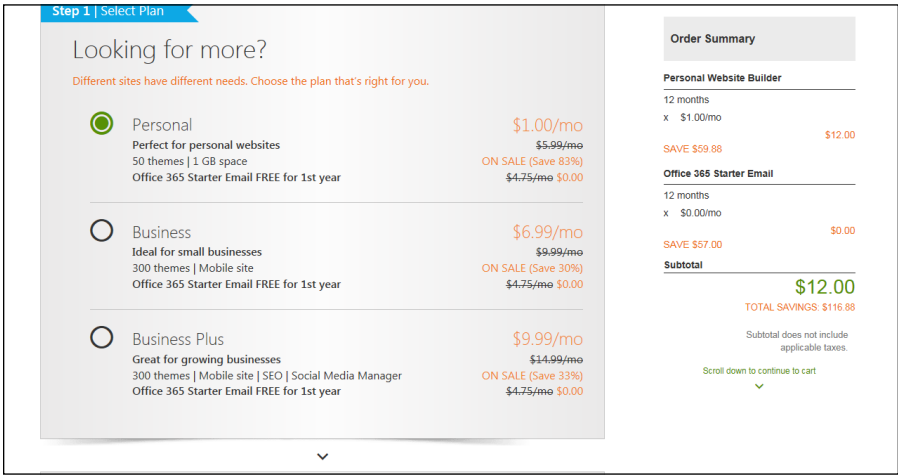 Step 1 | Select Plan
Looking for more?
Different sites have different needs. Choose the plan that's right for you.
Personal $1.00/mo
Perfect for personal websites $5.99/mo
50 themes | 1 GB space ON SALE (Save 83%)
Office 365 Starter Email FREE for 1st year $4.75/mo $0.00
Business $6.99/mo
Ideal for small businesses $9.99/mo
300 themes | Mobile site ON SALE (Save 30%)
Office 365 Starter Email FREE for 1st year $4.75/mo $0.00
Business Plus $9.99/mo
Great for growing businesses $14.99/mo
300 themes | Mobile site | SEO | Social Media Manager ON SALE (Save 33%)
Office 365 Starter Email FREE for 1st year $4.75/mo $0.00
Order Summary
Personal Website Builder
12 months
x $1.00/mo
$12.00
SAVE $59.88
Office 365 Starter Email
12 months
x $0.00/mo
$0.00
SAVE $57.00
Subtotal
$12.00
TOTAL SAVINGS: $116.88
Subtotal does not include
applicable taxes.
Scroll down to continue to cart